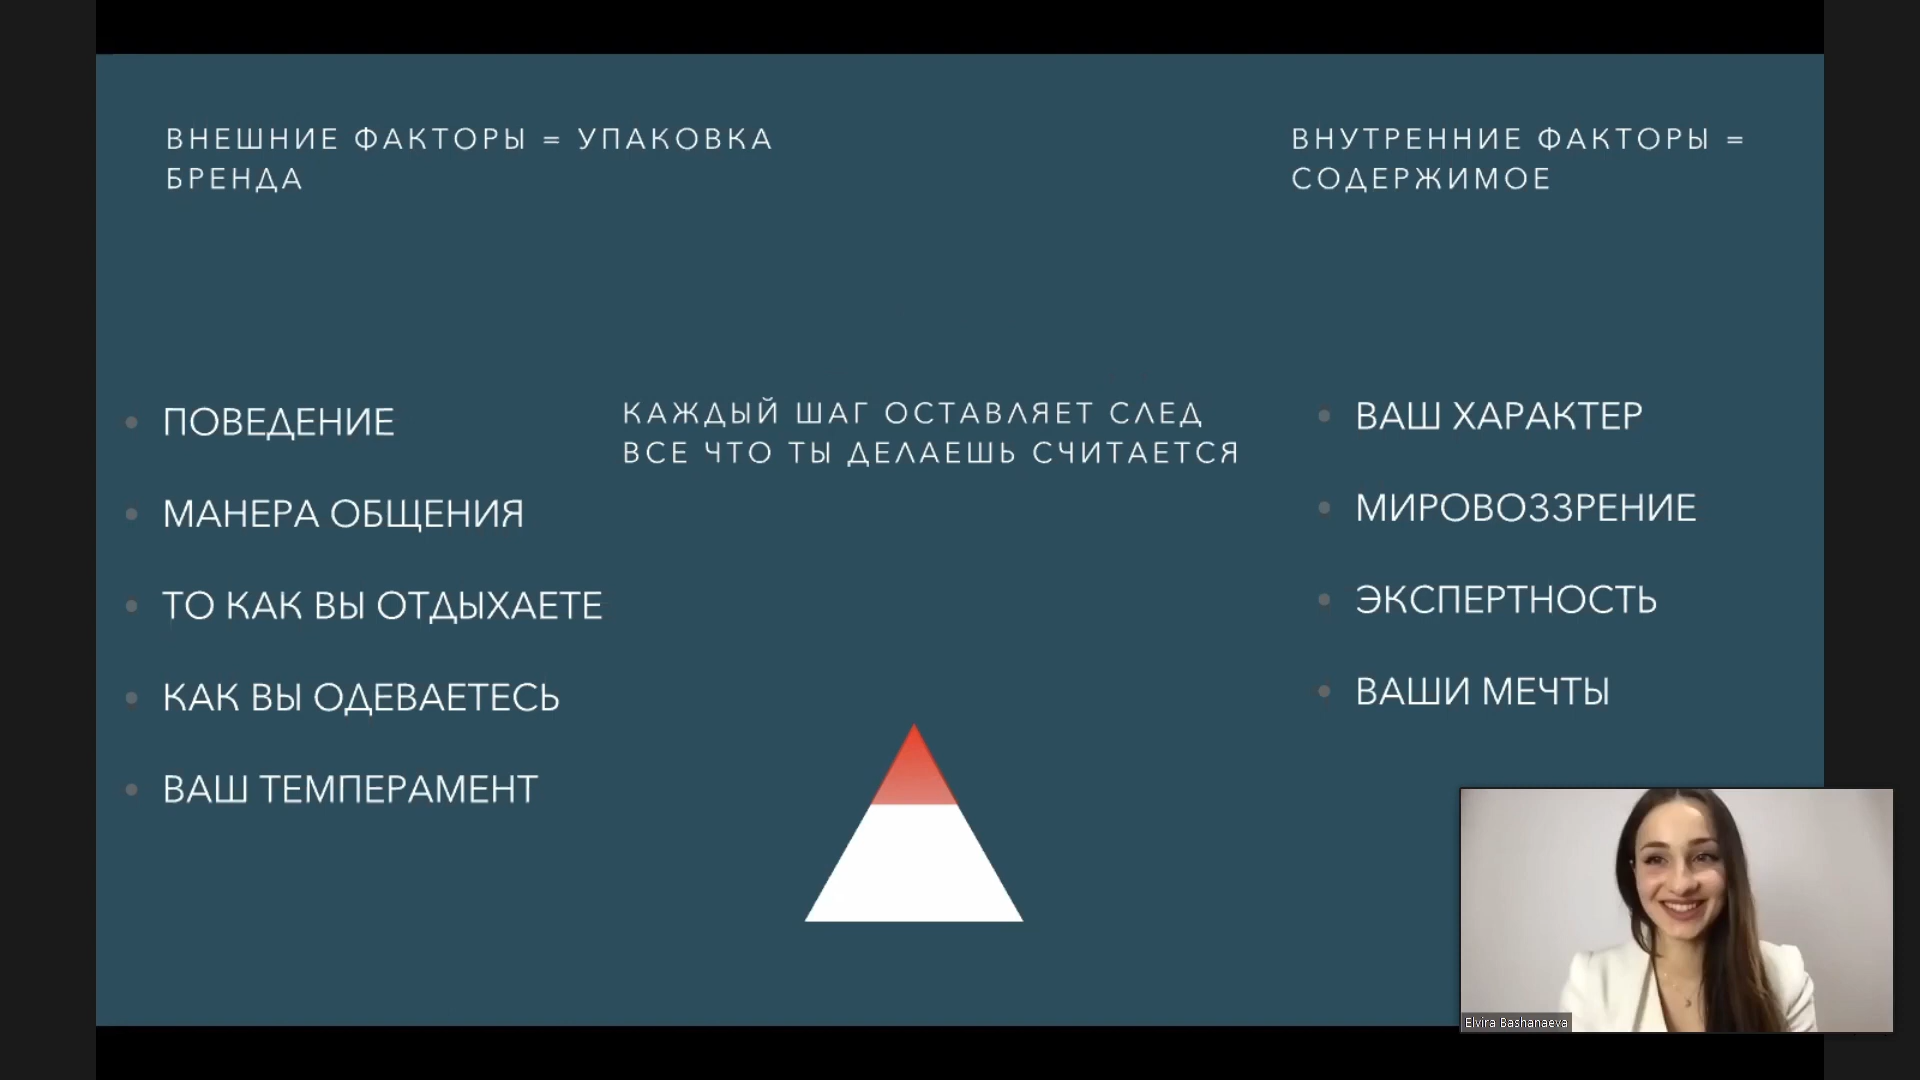 ВНЕШНИЕ ФАКТОРЫ = УПАКОВКА
БРЕНДА
ВНУТРЕННИЕ ФАКТОРЫ =
СОДЕРЖИМОЕ
ПОВЕДЕНИЕ
МАНЕРА ОБЩЕНИЯ
ТО КАК ВЫ ОТДЫХАЕТЕ
КАК ВЫ ОДЕВАЕТЕСЬ
ВАШ ТЕМПЕРАМЕНТ
КАЖДЫЙ ШАГ ОСТАВЛЯЕТ СЛЕД
ВСЕ ЧТО ТЫ ДЕЛАЕШЬ СЧИТАЕТСЯ
ВАШ ХАРАКТЕР
МИРОВОЗЗРЕНИЕ
ЭКСПЕРТНОСТЬ
ВАШИ МЕЧТЫ
Elvira Bashanaeva